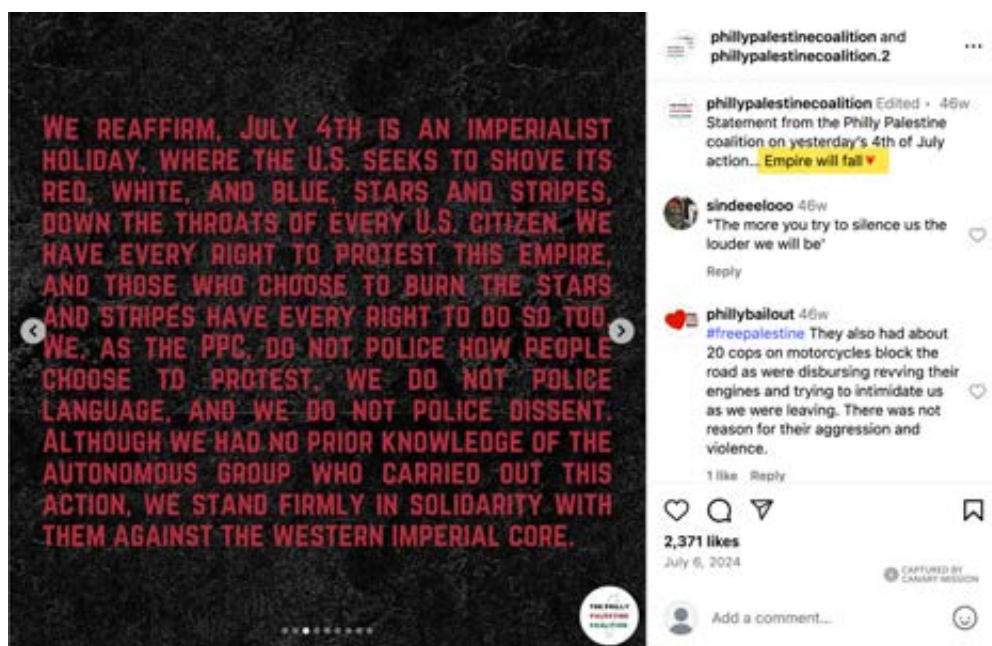 WE REAFFIRM, JULY 4TH IS AN IMPERIALIST
HOLIDAY, WHERE THE U.S. SEEKS TO SHOVE ITS
RED, WHITE, AND BLUE, STARS AND STRIPES,
DOWN THE THROATS OF EVERY U.S. CITIZEN. WE
HAVE EVERY RIGHT TO PROTEST THIS EMPIRE,
AND THOSE WHO CHOOSE TO BURN THE STARS
AND STRIPES HAVE EVERY RIGHT TO DO SO TOO.
WE, AS THE PPC, DO NOT POLICE HOW PEOPLE
CHOOSE TO PROTEST, WE DO NOT POLICE
LANGUAGE, AND WE DO NOT POLICE DISSENT.
ALTHOUGH WE HAD NO PRIOR KNOWLEDGE OF THE
AUTONOMOUS GROUP WHO CARRIED OUT THIS
ACTION, WE STAND FIRMLY IN SOLIDARITY WITH
THEM AGAINST THE WESTERN IMPERIAL CORE.
THE PHILLY
PALESTINE
COALITION
phillypalestinecoalition and
phillypalestinecoalition.2
phillypalestinecoalition Edited • 46w
Statement from the Philly Palestine
coalition on yesterday's 4th of July
action... Empire will fall
sindeeelooo 46w
"The more you try to silence us the
louder we will be"
Reply
phillybailout 46w
#freepalestine They also had about
20 cops on motorcycles block the
road as were disbursing revving their
engines and trying to intimidate us
as we were leaving. There was not
reason for their aggression and
violence.
1 like Reply
2,371 likes
July 6, 2024
CAPTURED BY
CANARY MISSION
Add a comment...